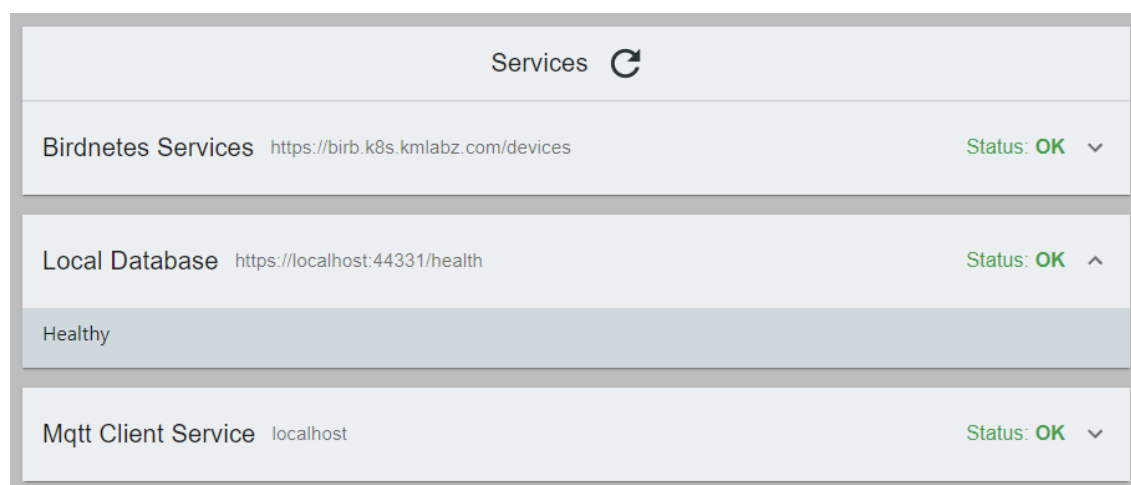 Services
Birdnetes Services https://birb.k8s.kmlabz.com/devices Status: OK
Local Database https://localhost:44331/health Status: OK
Healthy
Mqtt Client Service localhost Status: OK